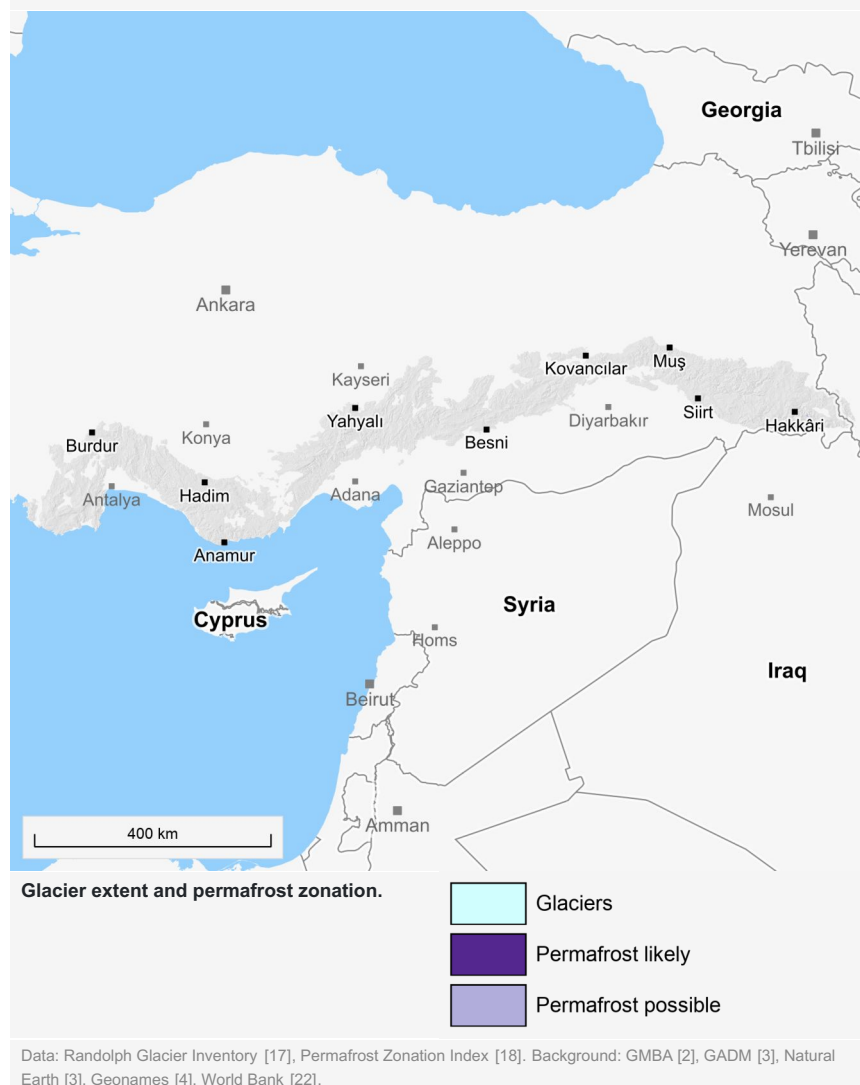 Georgia
Tbilisi
Yerevan
Ankara
Kovancılar
Muş
Kayseri
Yahyalı
Diyarbakır
Siirt
Hakkâri
Burdur
Konya
Besni
Antalya
Hadim
Adana
Gaziantep
Mosul
Anamur
Aleppo
Syria
Cyprus
Homs
Iraq
Beirut
400 km
Amman
Glacier extent and permafrost zonation.
Glaciers
Permafrost likely
Permafrost possible
Data: Randolph Glacier Inventory [17], Permafrost Zonation Index [18]. Background: GMBA [2], GADM [3], Natural
Earth [3], Geonames [4], World Bank [22].